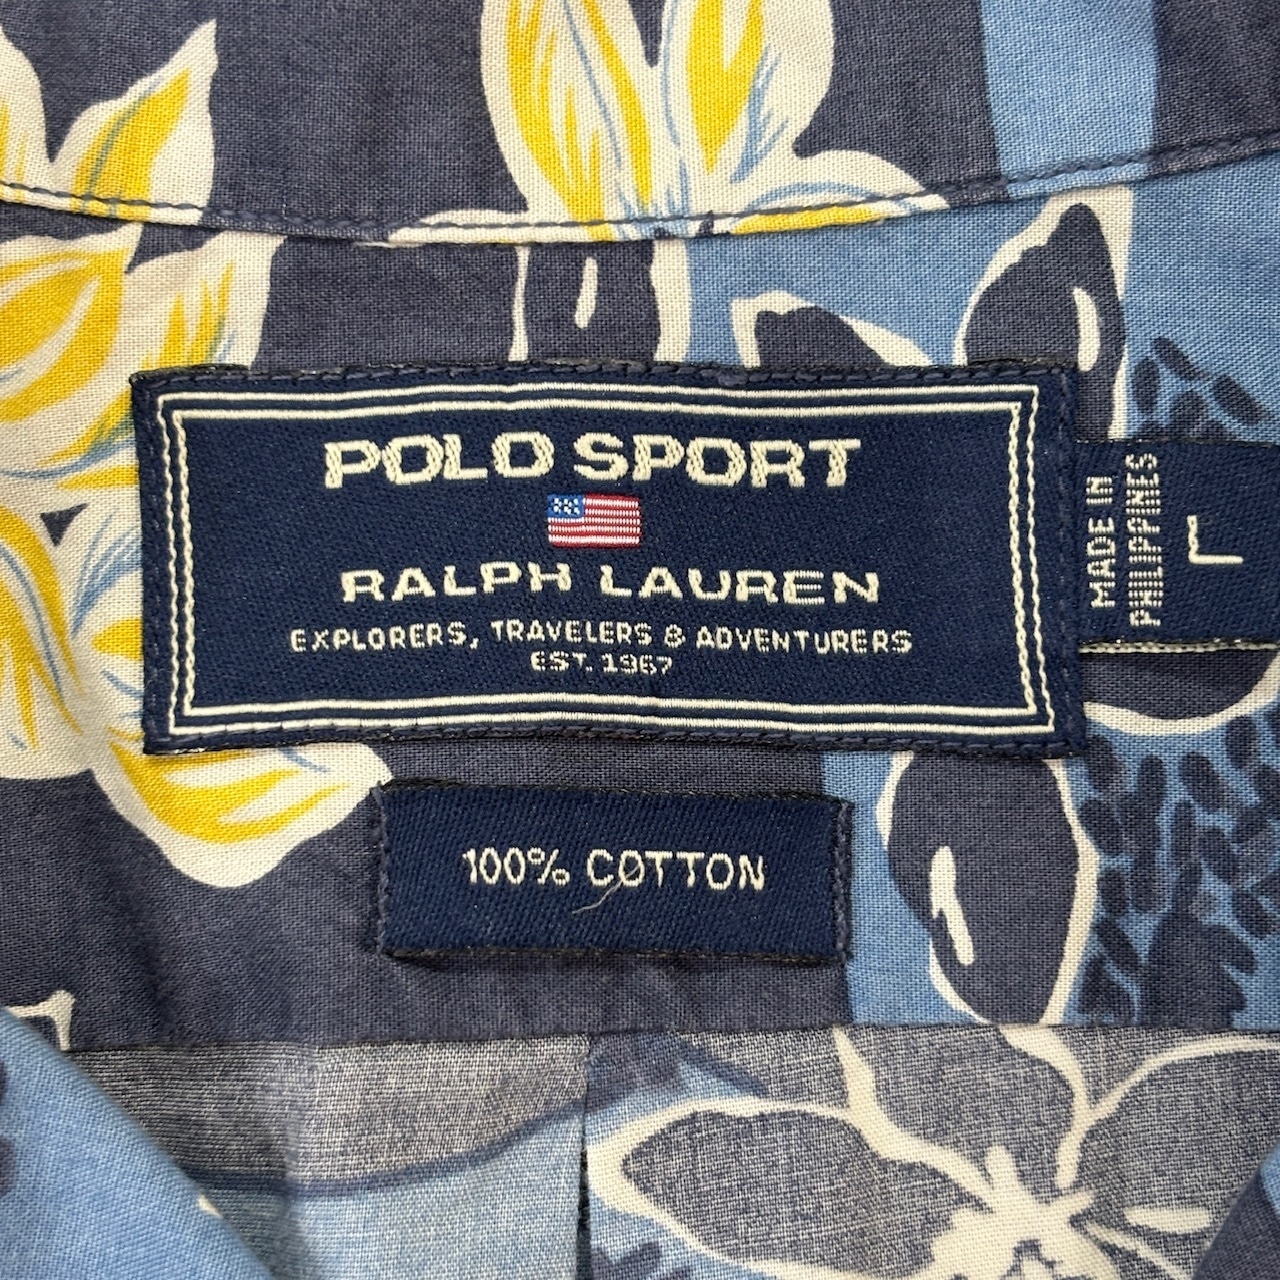 POLO SPORT
RALPH LAUREN
EXPLORERS, TRAVELERS & ADVENTURERS
EST. 1967
MADE IN
PHILIPPINES
L
100% COTTON